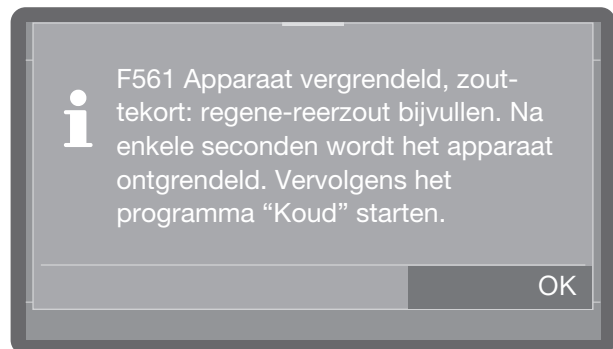 F561 Apparaat vergrendeld, zout-
tekort: regene-reerzout bijvullen. Na
enkele seconden wordt het apparaat
ontgrendeld. Vervolgens het
programma “Koud” starten.
OK